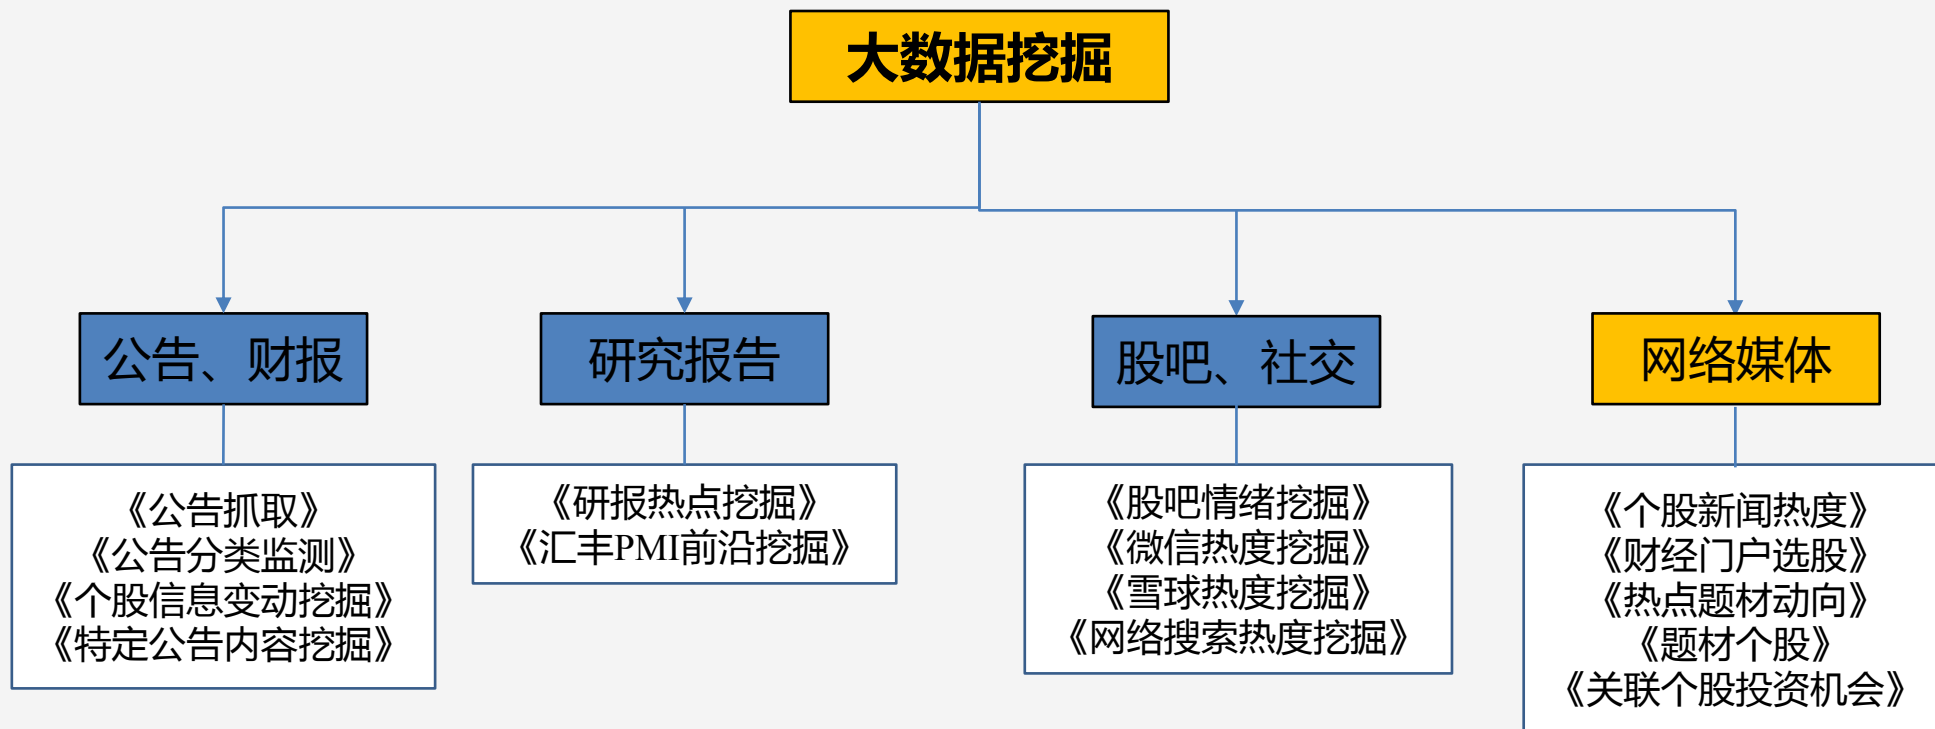 大数据挖掘
公告、财报
研究报告
股吧、社交
网络媒体
《公告抓取》
《公告分类监测》
《个股信息变动挖掘》
《特定公告内容挖掘》
《研报热点挖掘》
《汇丰PMI前沿挖掘》
《股吧情绪挖掘》
《微信热度挖掘》
《雪球热度挖掘》
《网络搜索热度挖掘》
《个股新闻热度》
《财经门户选股》
《热点题材动向》
《题材个股》
《关联个股投资机会》